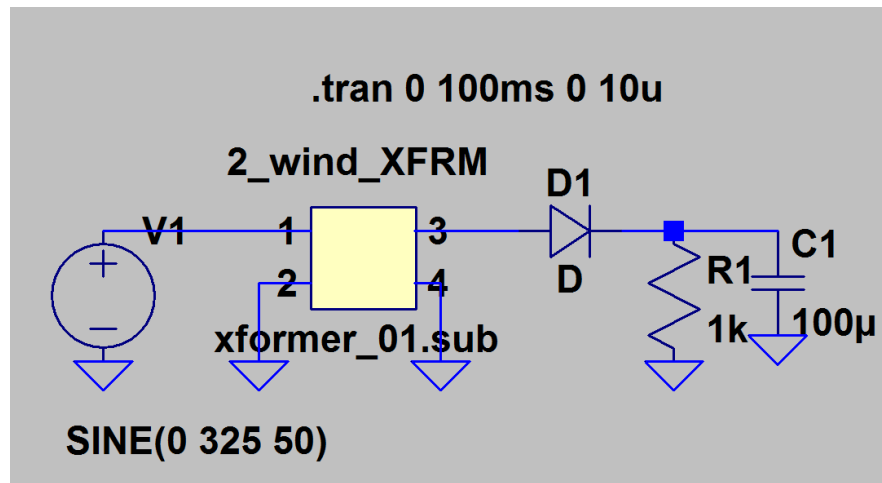 .tran 0 100ms 0 10u
2_wind_XFRM
D1
V1
1
3
C1
R1
D
2
4
xformer_01.sub
1k
100µ
SINE(0 325 50)